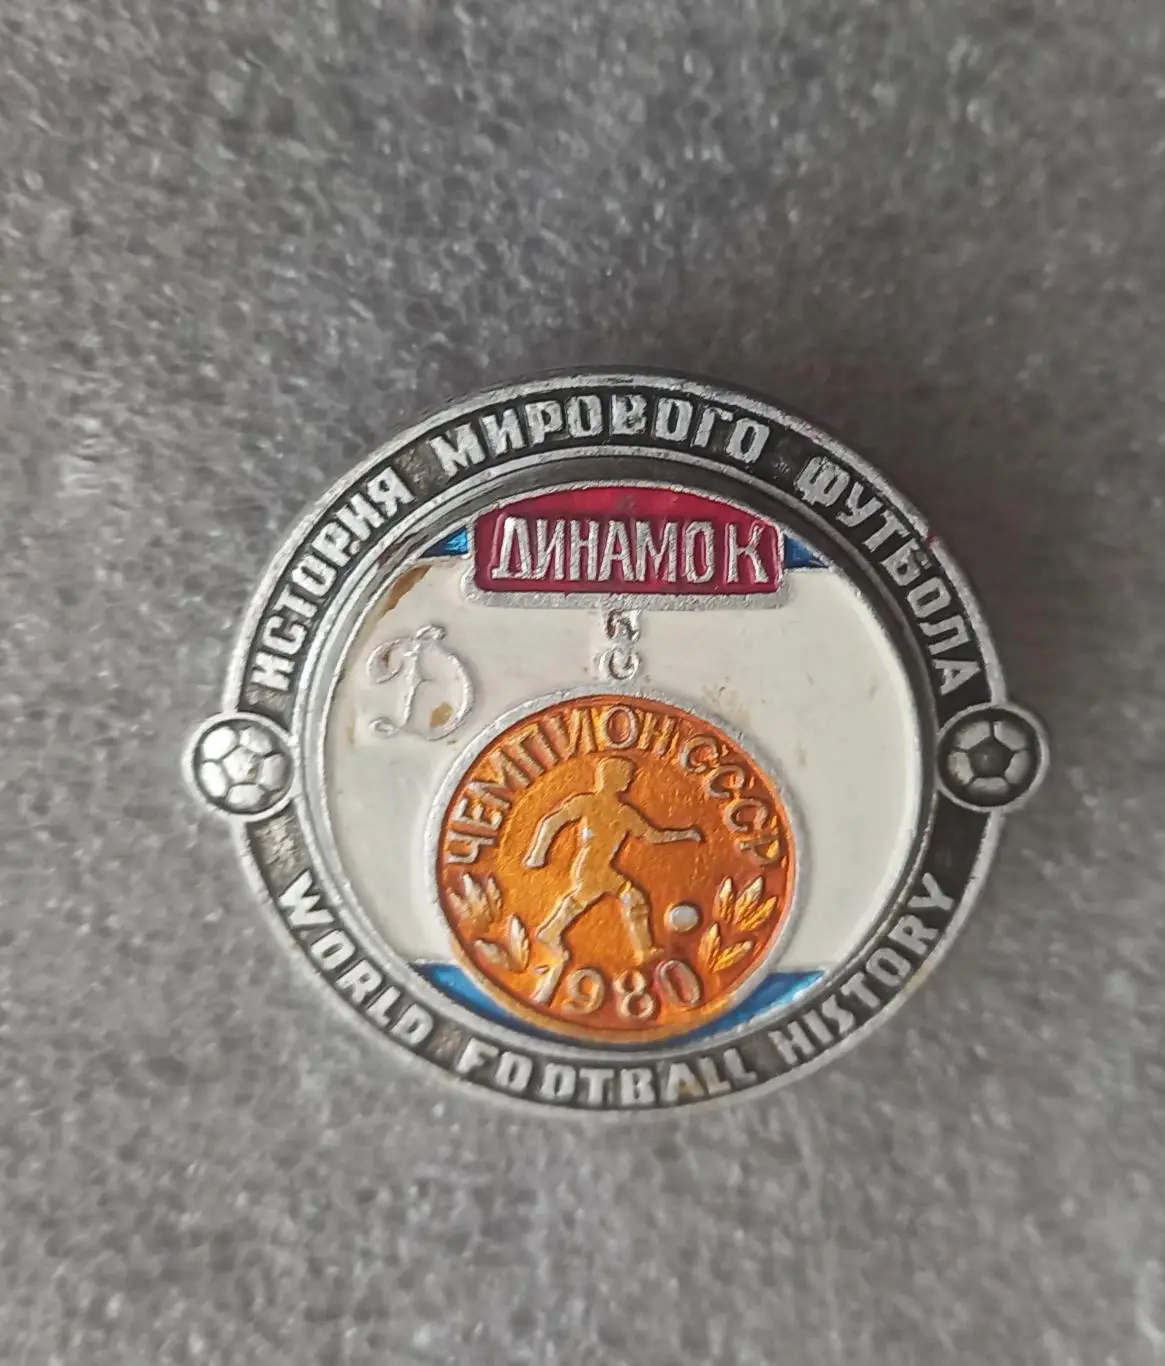 ИСТОРИЯ МИРОВОГО ФУТБОЛА
ДИНАМО К
Д
ЧЕМПИОН СССР
1980
WORLD FOOTBALL HISTORY